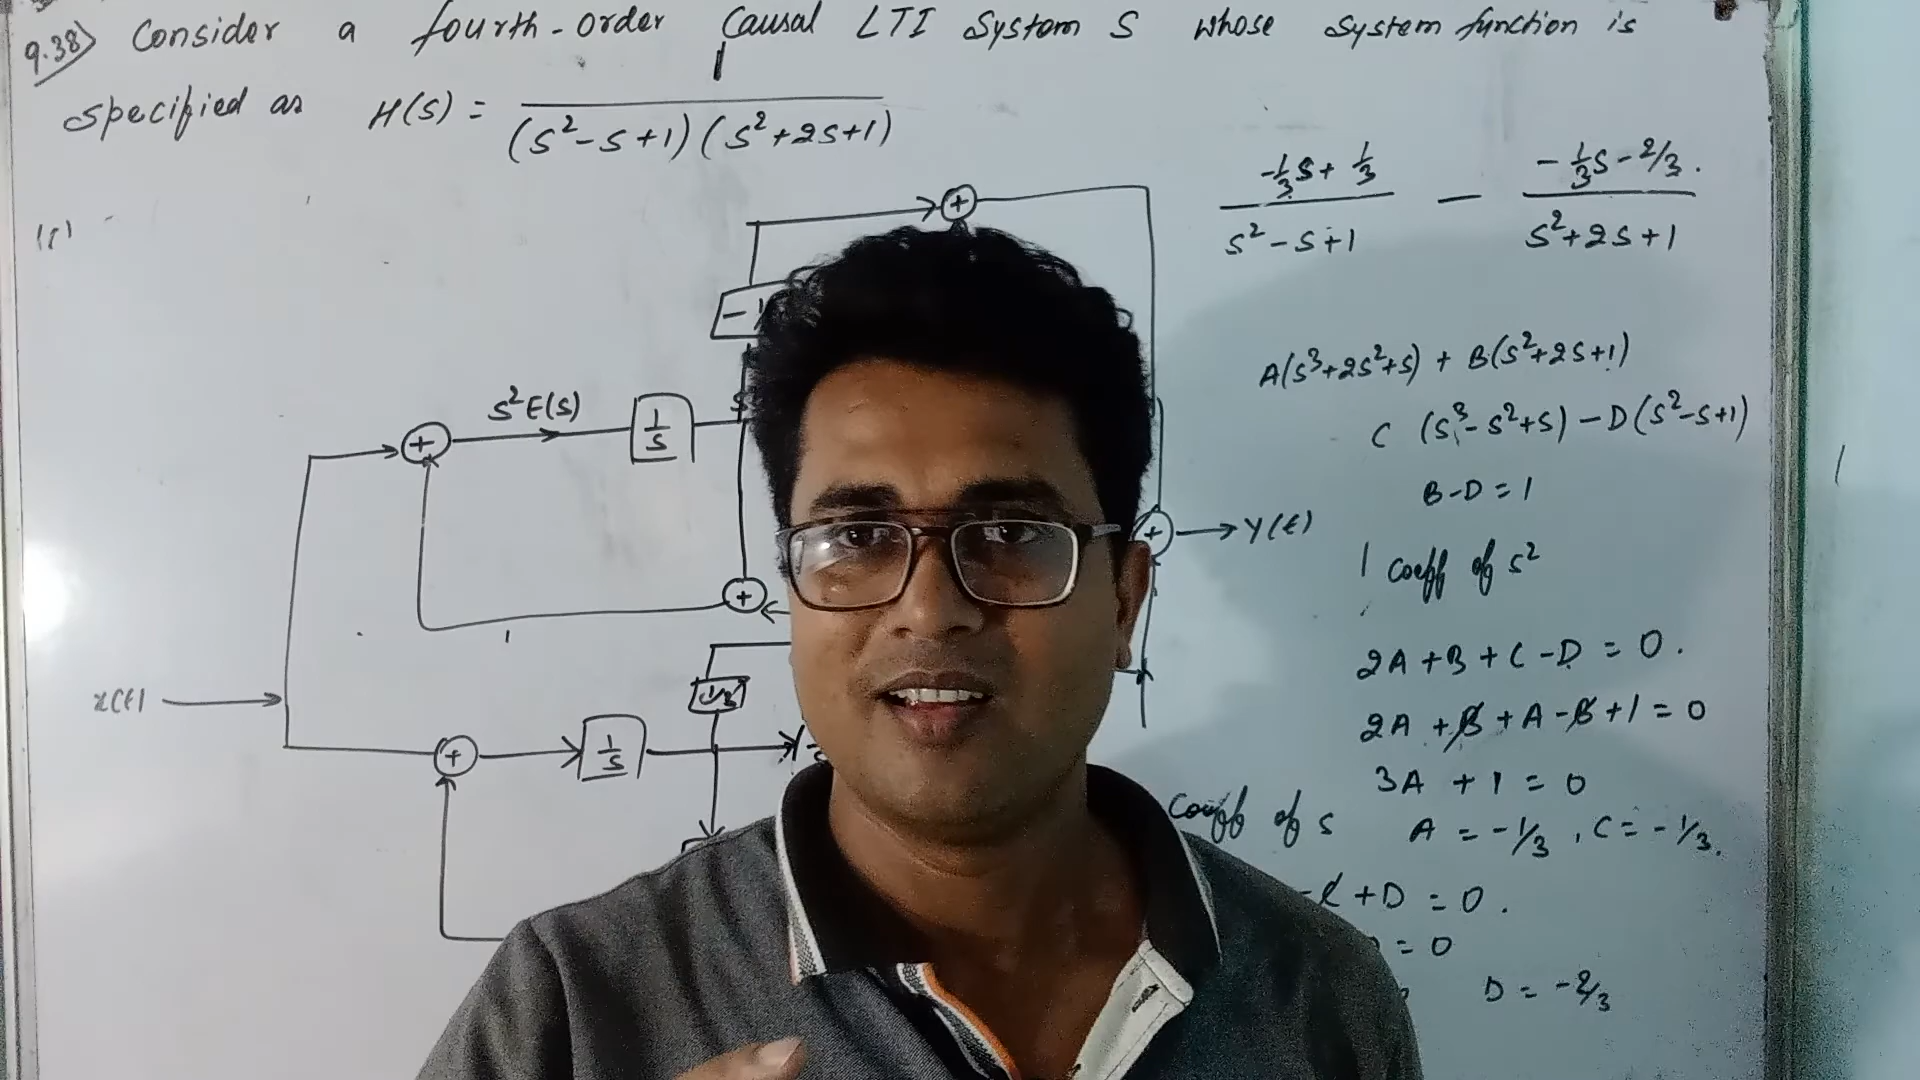 9.38) Consider a fourth-order Causal LTI System S whose system function is
specified as H(S) = 1 / (s²-s+1)(s²+2s+1)
-1/3 s + 1/3 / s²-s+1 - -1/3 s - 2/3. / s²+2s+1
+
s²E(s)
+
1/s
+
x(t)
+
1/s
1/3
+ → Y(t)
A(s³+2s²+s) + B(s²+2s+1)
C (s³-s²+s) - D(s²-s+1)
B-D = 1
coeff of s²
2A + B + C - D = 0.
2A + B + A - B + 1 = 0
3A + 1 = 0
coeff of s A = -1/3, C = -1/3.
+D = 0.
= 0
D = -2/3